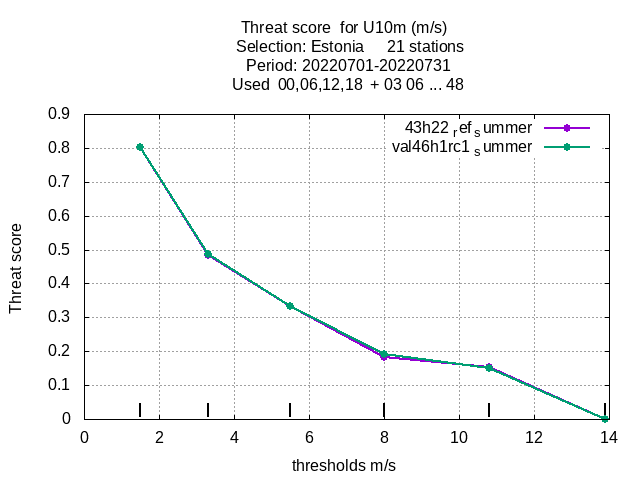 Threat score  for U10m (m/s)
Selection: Estonia     21 stations
Period: 20220701-20220731
Used  00,06,12,18  + 03 06 ... 48
43h22 ref summer
val46h1rc1 summer
Threat score
0.9
0.8
0.7
0.6
0.5
0.4
0.3
0.2
0.1
0
0 2 4 6 8 10 12 14
thresholds m/s